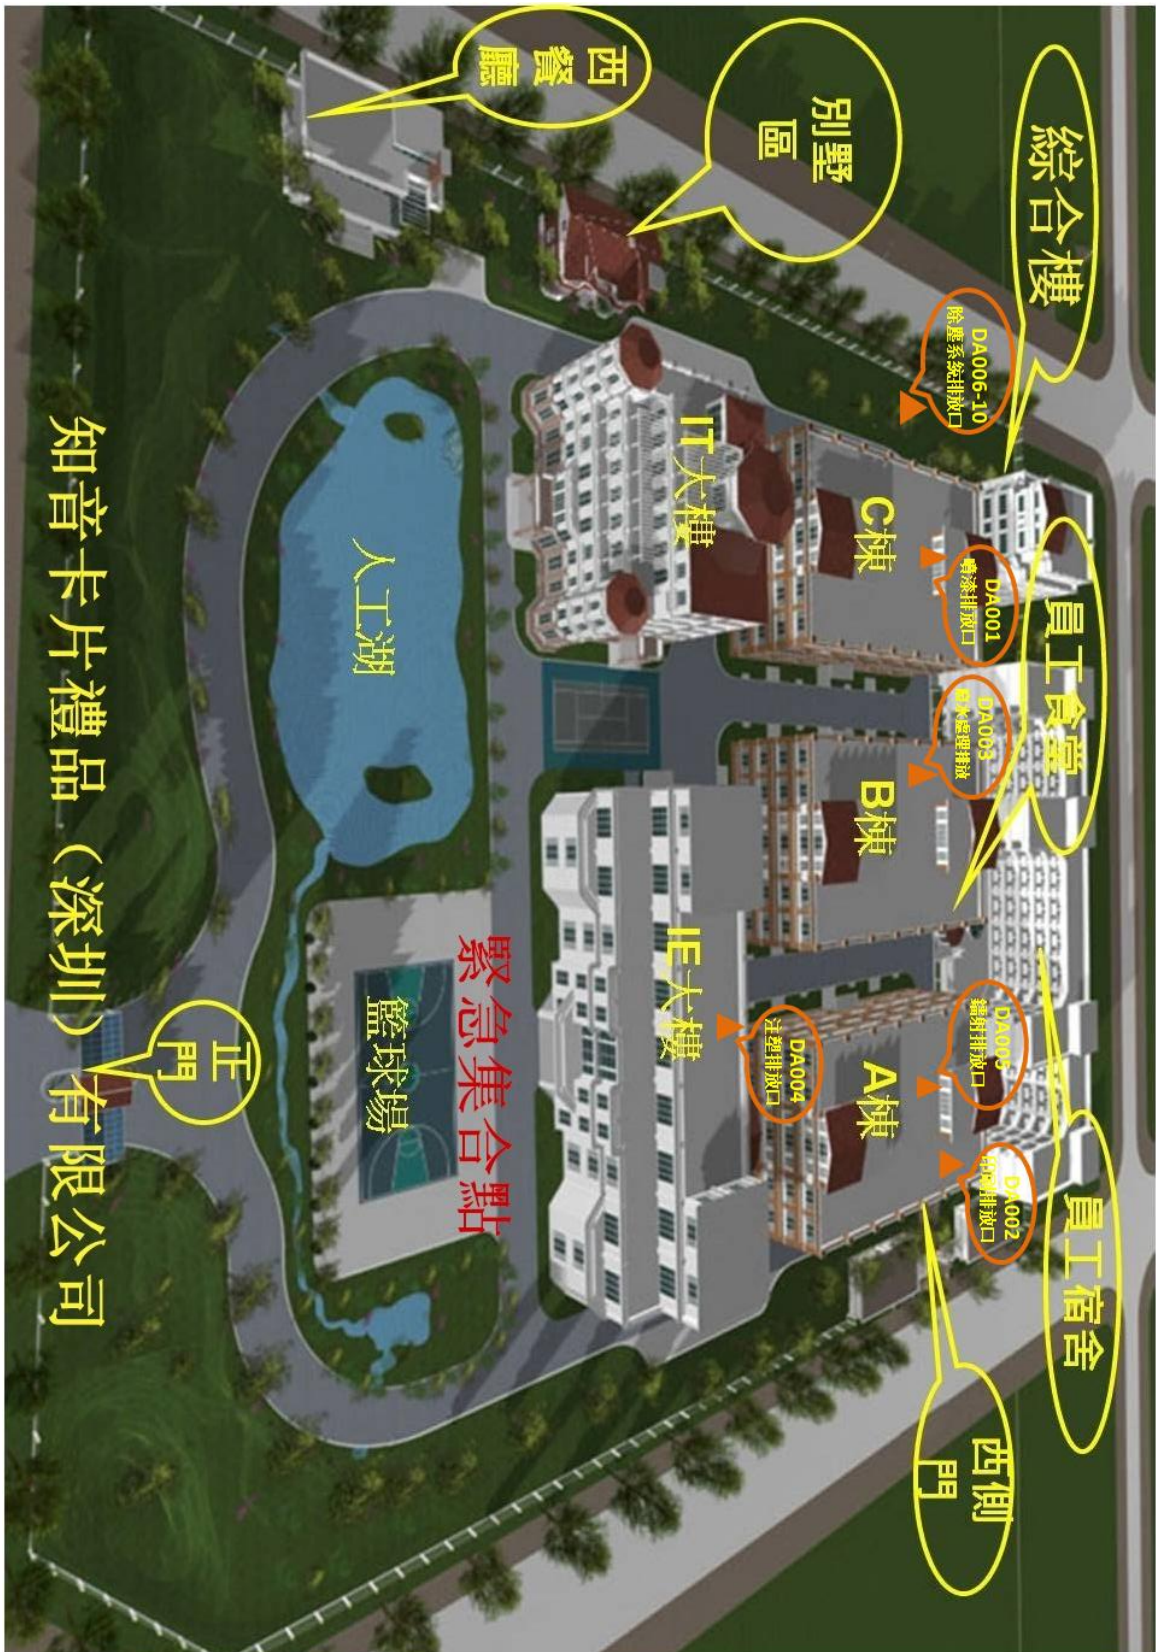 綜合樓
員工食堂
員工宿舍
西側
門
別墅
區
西
餐
廳
DA006-10
除塵系統排放口
DA001
噴漆排放口
DA003
廢水處理排放
DA005
鐳射排放口
DA002
印刷排放口
DA004
注塑排放口
C棟
B棟
A棟
IT大樓
IE大樓
緊急集合點
籃球場
人工湖
正
門
知音卡片禮品（深圳）有限公司